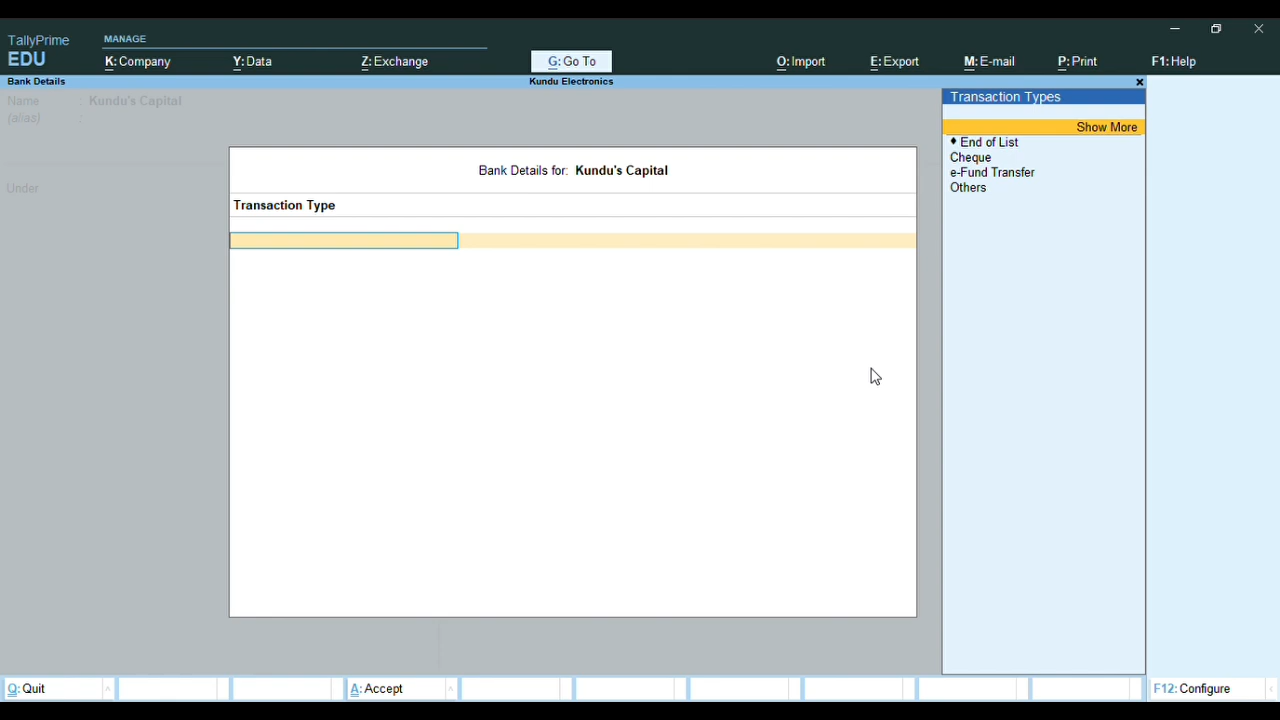 TallyPrime
EDU
MANAGE
K: Company
Y: Data
Z: Exchange
G: Go To
O: Import
E: Export
M: E-mail
P: Print
F1: Help
Bank Details
Kundu Electronics
Name : Kundu's Capital
(alias) :
Under
Bank Details for: Kundu's Capital
Transaction Type
Transaction Types
Show More
♦ End of List
Cheque
e-Fund Transfer
Others
Q: Quit
A: Accept
F12: Configure